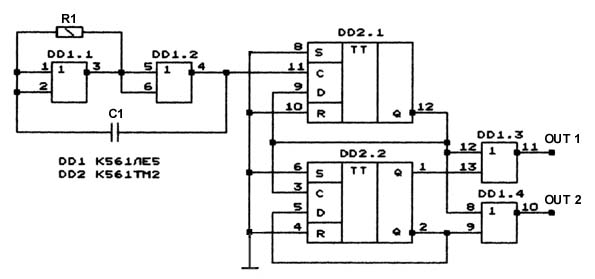 R1
DD1.1
1
2
1
3
DD1.2
5
6
1
4
C1
DD1 К561ЛЕ5
DD2 К561ТМ2
DD2.1
TT
8 S
11 C
9 D
10 R
Q 12
DD2.2
TT
6 S
3 C
5 D
4 R
Q 1
Q 2
DD1.3
12
13
1
11
OUT 1
DD1.4
8
9
1
10
OUT 2